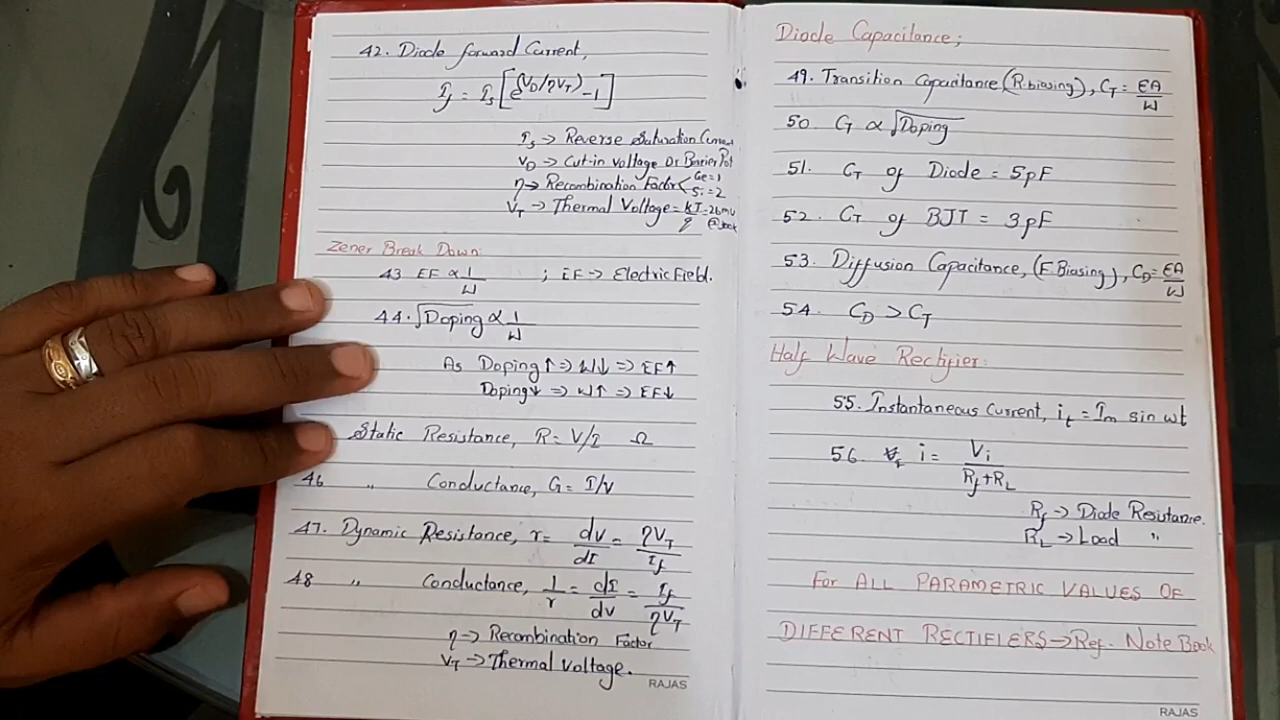 42. Diode forward Current,
If = Is [e^(VD/ηVT) -1]
Is → Reverse Saturation Current
VD → Cut-in voltage or Barrier Pot
η → Recombination Factor < Ge=1 Si=2
VT → Thermal Voltage = kT/q = 26mV
Zener Break Down:
43 EF ∝ 1/W ; EF → Electric Field.
44. √Doping ∝ 1/W
As Doping↑ ⇒ W↓ ⇒ EF↑
Doping↓ ⇒ W↑ ⇒ EF↓
Static Resistance, R = V/I Ω
46 " Conductance, G = I/V
47. Dynamic Resistance, r = dv/dI = ηVT/If
48 " Conductance, 1/r = dI/dv = If/ηVT
η → Recombination Factor
VT → Thermal Voltage.
RAJAS
Diode Capacitance;
49. Transition Capacitance (R.biasing), CT = EA/W
50 CT ∝ √Doping
51. CT of Diode = 5pF
52. CT of BJT = 3pF
53. Diffusion Capacitance, (F. Biasing), CD = EA/W
54. CD > CT
Half Wave Rectifier:
55. Instantaneous Current, it = Im sin wt
56 i = Vi/Rf+RL
Rf → Diode Resistance.
RL → Load "
For ALL PARAMETRIC VALUES OF
DIFFERENT RECTIFIERS → Ref. Note Book
RAJAS